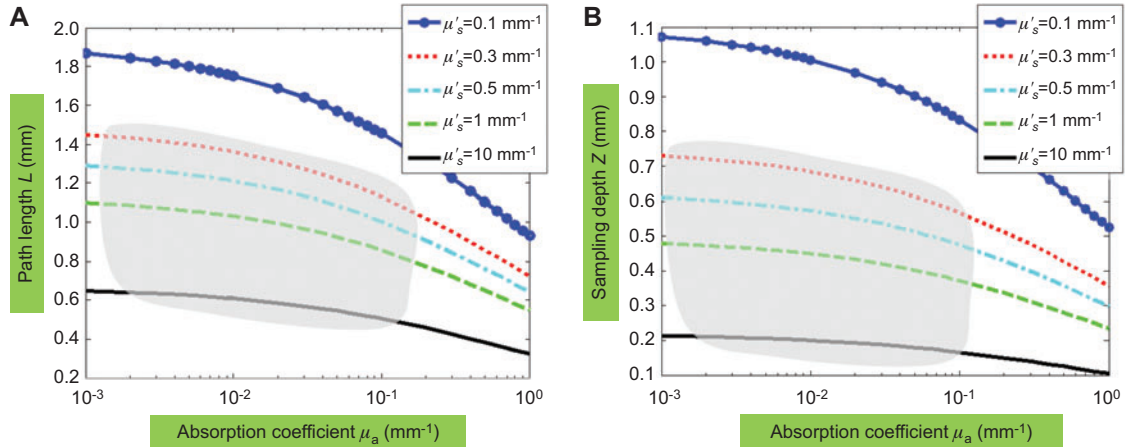 A
2.0
1.8
1.6
1.4
1.2
1.0
0.8
0.6
0.4
0.2
Path length L (mm)
μ′s=0.1 mm-1
μ′s=0.3 mm-1
μ′s=0.5 mm-1
μ′s=1 mm-1
μ′s=10 mm-1
10-3
10-2
10-1
100
Absorption coefficient μa (mm-1)
B
1.1
1.0
0.9
0.8
0.7
0.6
0.5
0.4
0.3
0.2
0.1
Sampling depth Z (mm)
μ′s=0.1 mm-1
μ′s=0.3 mm-1
μ′s=0.5 mm-1
μ′s=1 mm-1
μ′s=10 mm-1
10-3
10-2
10-1
100
Absorption coefficient μa (mm-1)